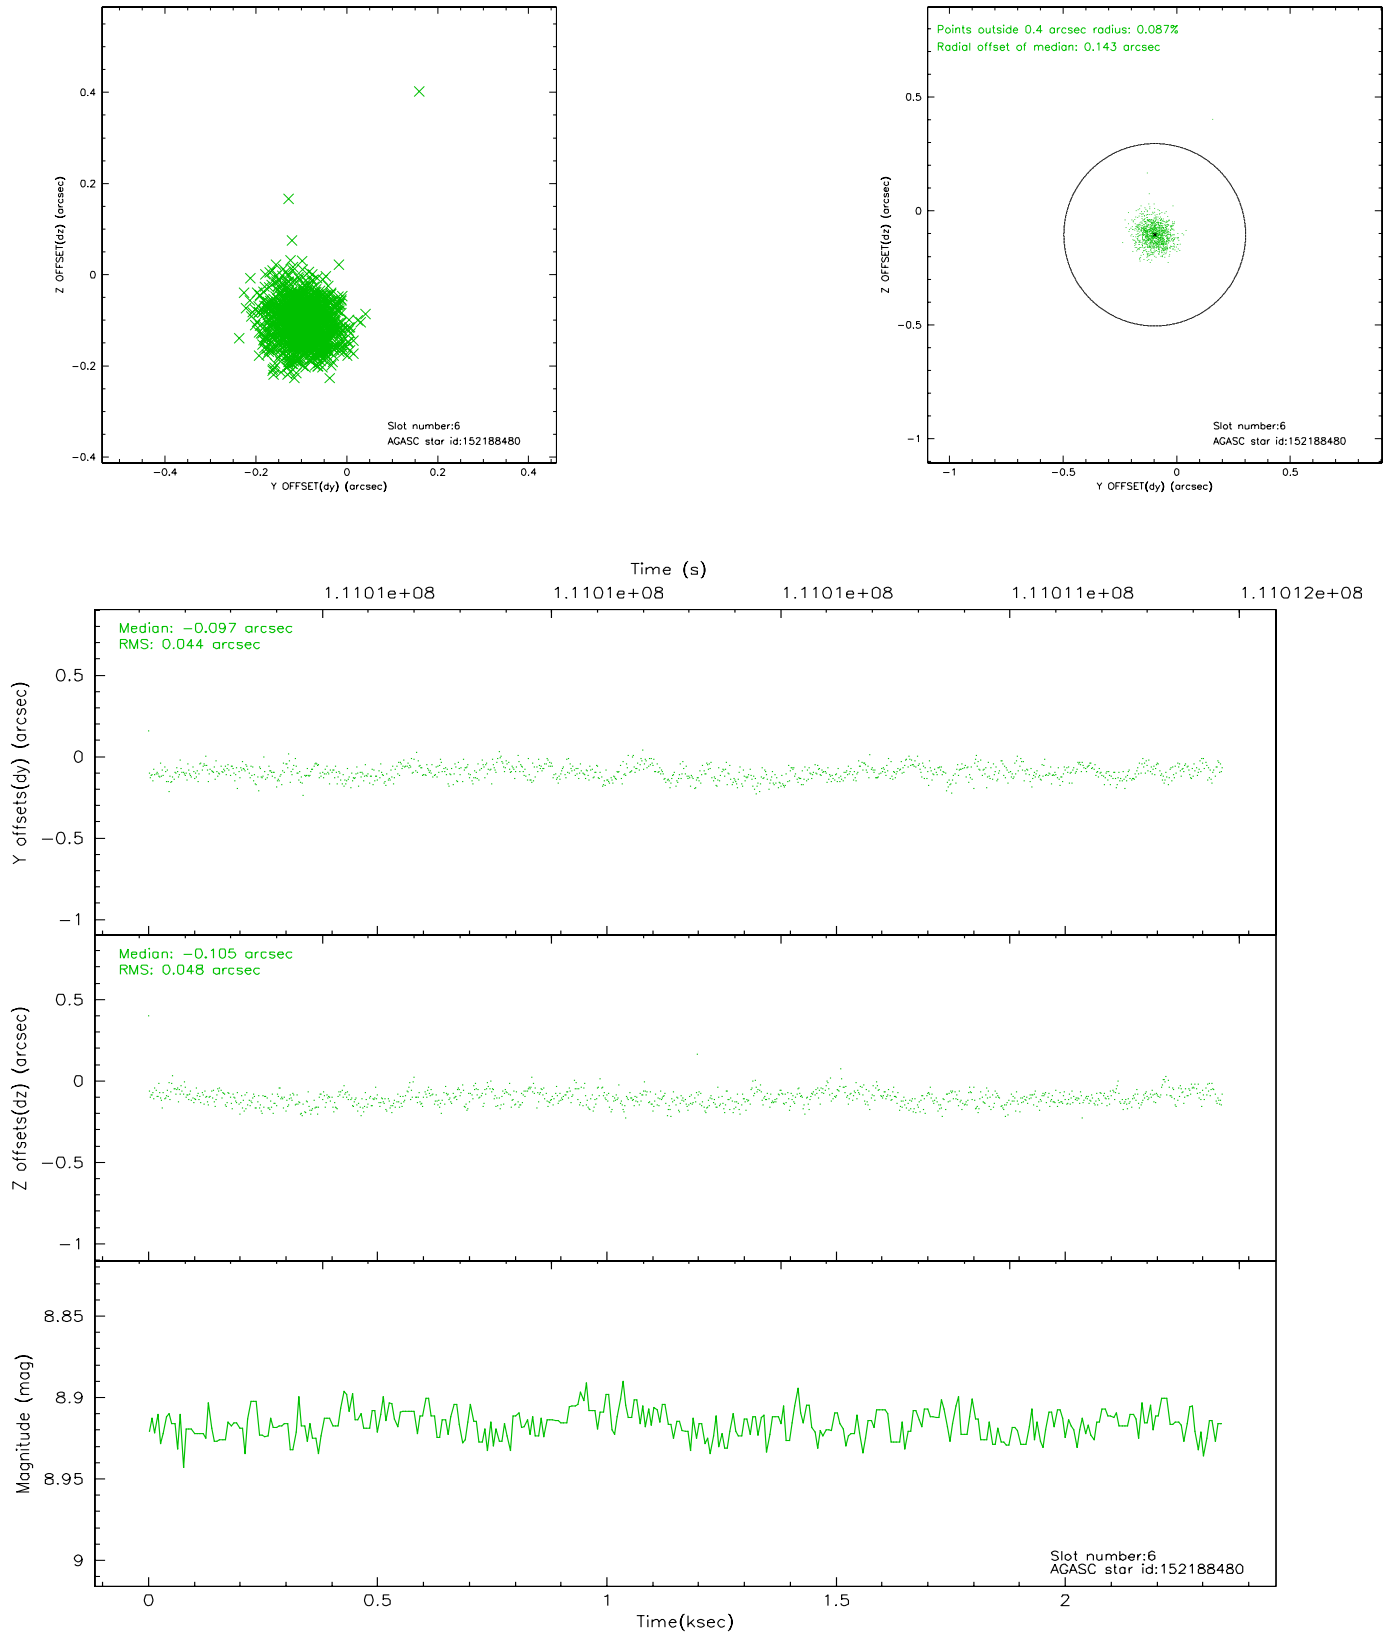 0.4
0.2
0
−0.2
−0.4
Z OFFSET(dz) (arcsec)
Slot number:6
AGASC star id:152188480
−0.4 −0.2 0 0.2 0.4
Y OFFSET(dy) (arcsec)
Points outside 0.4 arcsec radius: 0.087%
Radial offset of median: 0.143 arcsec
0.5
0
−0.5
−1
Z OFFSET(dz) (arcsec)
Slot number:6
AGASC star id:152188480
−1 −0.5 0 0.5
Y OFFSET(dy) (arcsec)
Time (s)
1.1101e+08 1.1101e+08 1.1101e+08 1.11011e+08 1.11012e+08
Median: −0.097 arcsec
RMS: 0.044 arcsec
0.5
0
−0.5
−1
Y offsets(dy) (arcsec)
Median: −0.105 arcsec
RMS: 0.048 arcsec
0.5
0
−0.5
−1
Z offsets(dz) (arcsec)
8.85
8.9
8.95
9
Magnitude (mag)
Slot number:6
AGASC star id:152188480
0 0.5 1 1.5 2
Time(ksec)